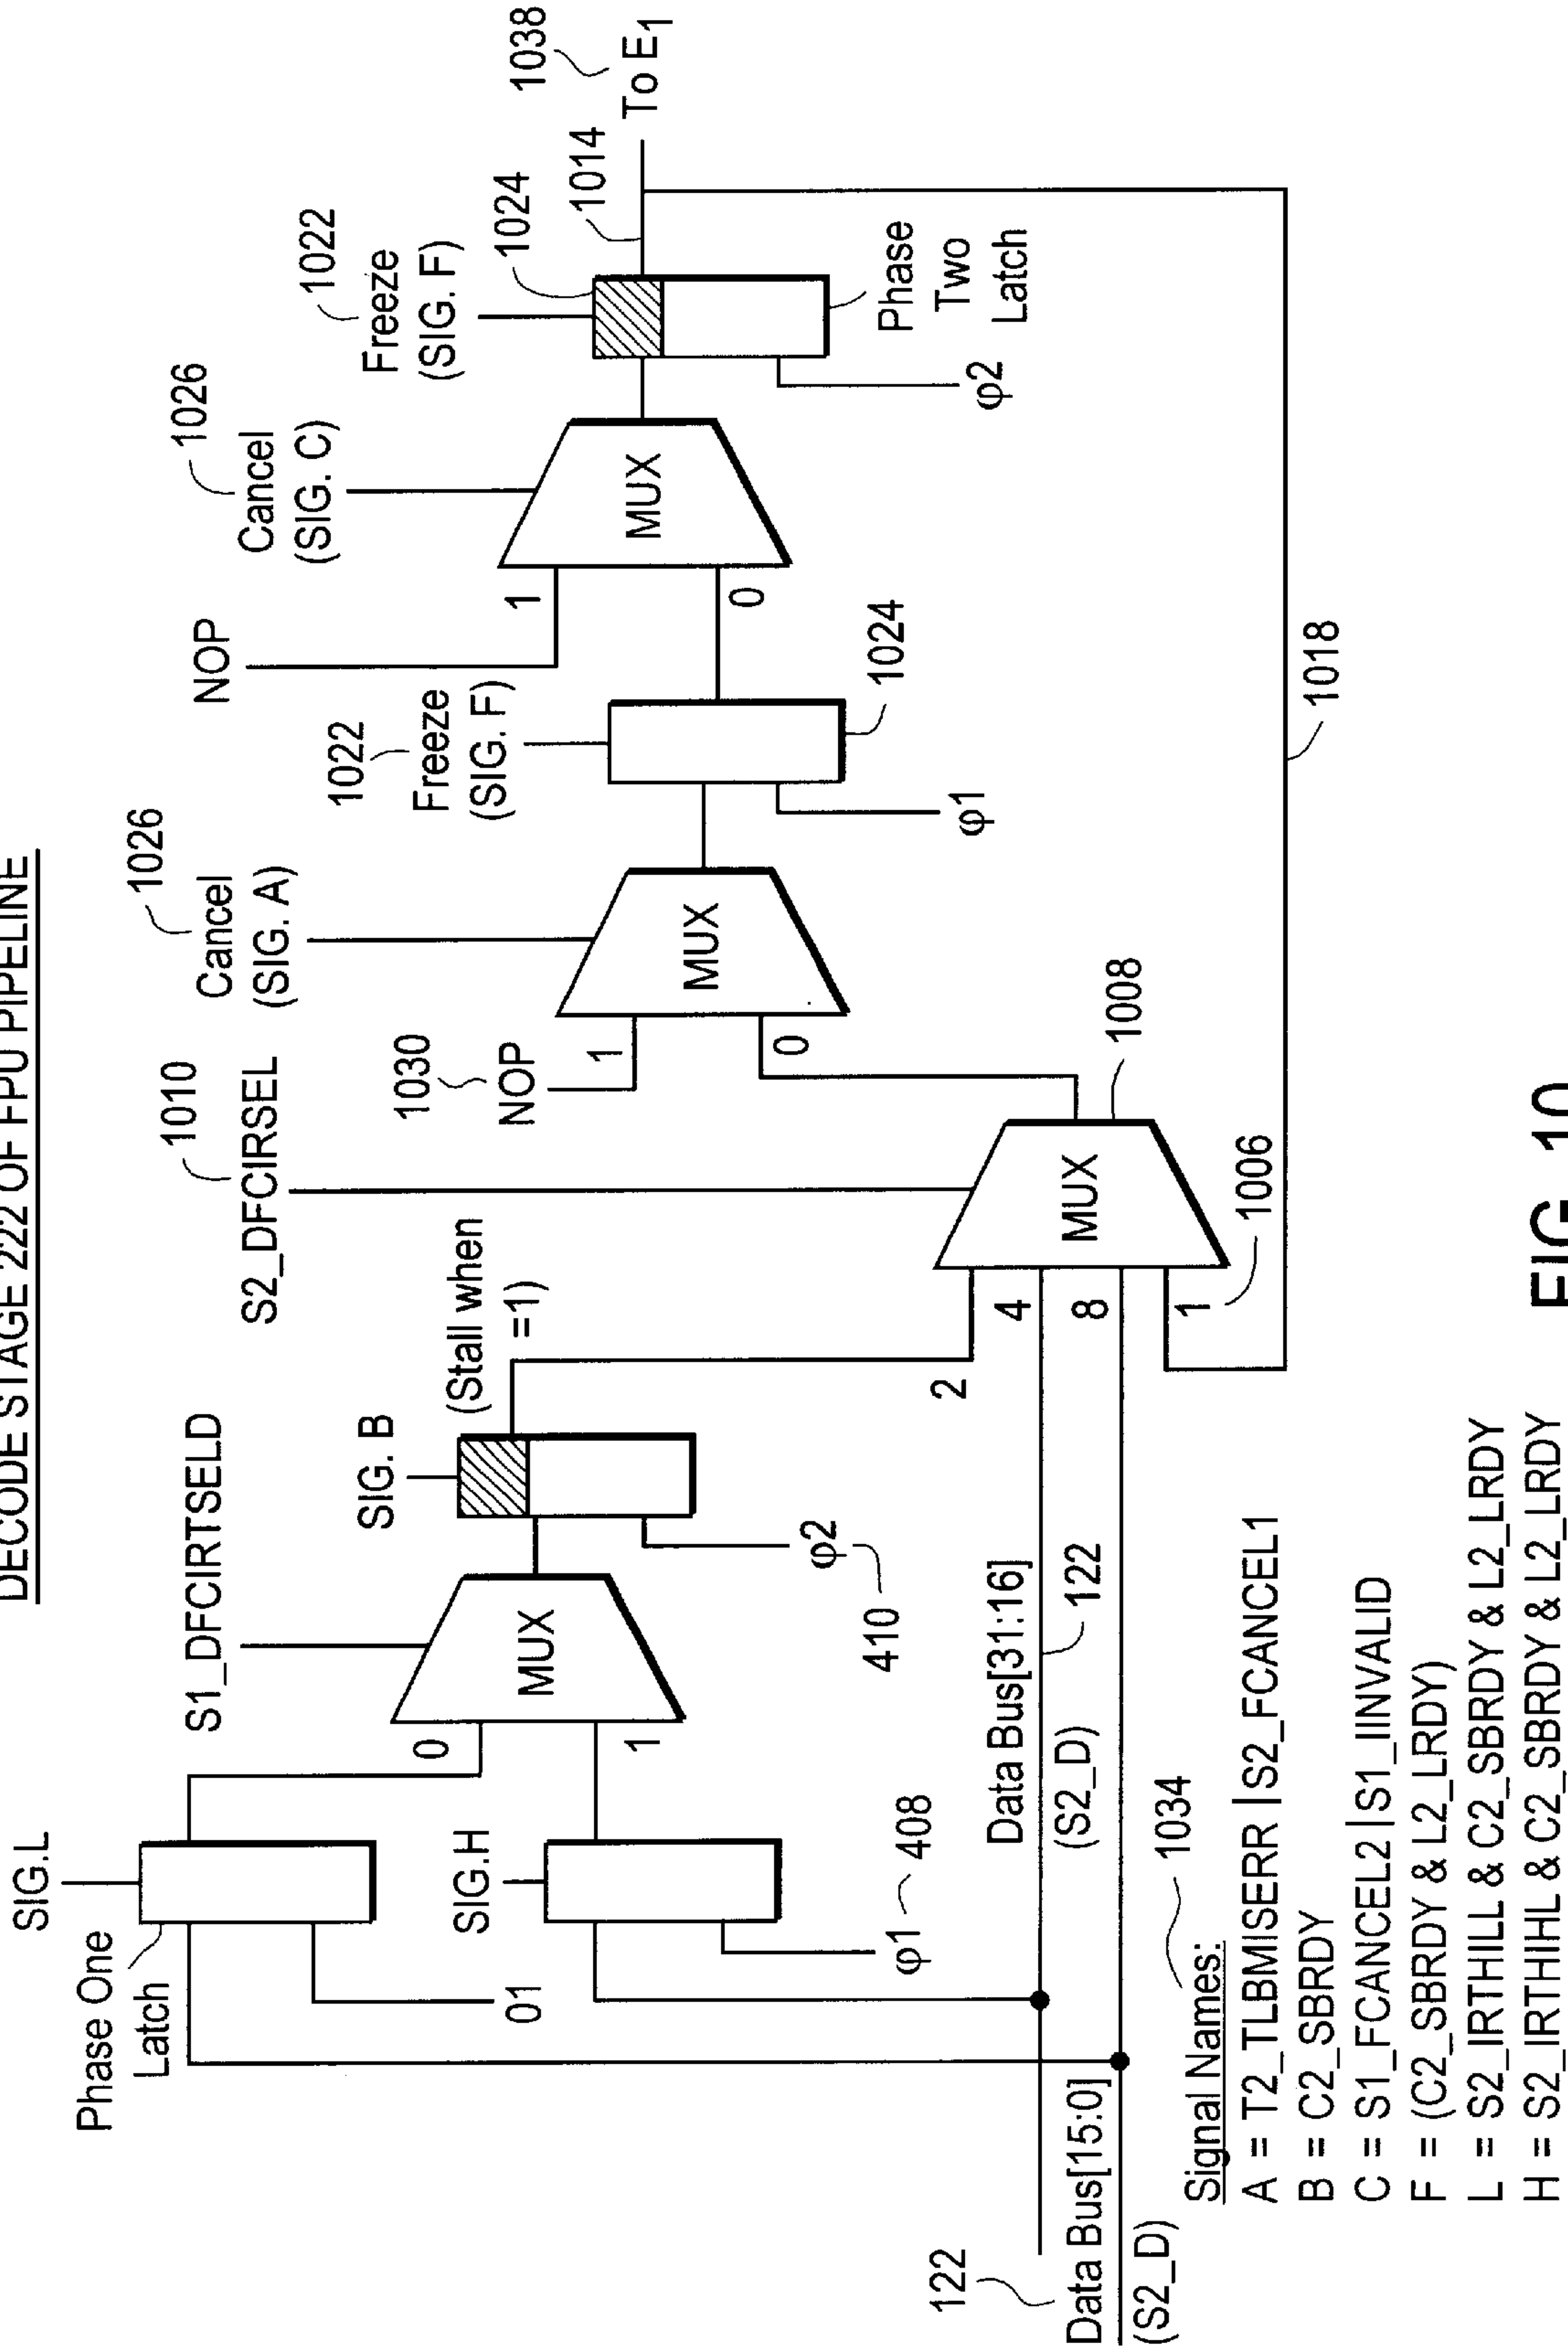 DECODE STAGE 222 OF FPU PIPELINE
SIG.L
Phase One
Latch
01
SIG.H
φ1
408
S1_DFCIRTSELD
0
MUX
1
SIG. B
(Stall when
=1)
φ2
410
S2_DFCIRSEL
1010
2
4
8
1
MUX
1006
1008
1030
NOP
1
0
MUX
Cancel
(SIG. A)
1026
1022
Freeze
(SIG. F)
φ1
1024
NOP
1
0
MUX
Cancel
(SIG. C)
1026
1022
Freeze
(SIG. F)
1024
φ2
Phase
Two
Latch
1014
To E1
1038
1018
122
Data Bus[15:0]
(S2_D)
Data Bus[31:16]
(S2_D)
122
Signal Names:
1034
A = T2_TLBMISERR |S2_FCANCEL1
B = C2_SBRDY
C = S1_FCANCEL2|S1_IINVALID
F = (C2_SBRDY & L2_LRDY)
L = S2_IRTHILL & C2_SBRDY & L2_LRDY
H = S2_IRTHIHL & C2_SBRDY & L2_LRDY
FIG. 10